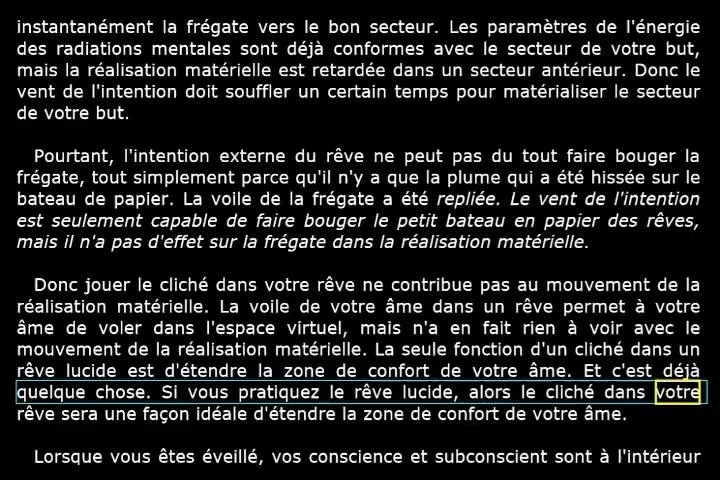 instantanément la frégate vers le bon secteur. Les paramètres de l'énergie
des radiations mentales sont déjà conformes avec le secteur de votre but,
mais la réalisation matérielle est retardée dans un secteur antérieur. Donc le
vent de l'intention doit souffler un certain temps pour matérialiser le secteur
de votre but.
Pourtant, l'intention externe du rêve ne peut pas du tout faire bouger la
frégate, tout simplement parce qu'il n'y a que la plume qui a été hissée sur le
bateau de papier. La voile de la frégate a été repliée. Le vent de l'intention
est seulement capable de faire bouger le petit bateau en papier des rêves,
mais il n'a pas d'effet sur la frégate dans la réalisation matérielle.
Donc jouer le cliché dans votre rêve ne contribue pas au mouvement de la
réalisation matérielle. La voile de votre âme dans un rêve permet à votre
âme de voler dans l'espace virtuel, mais n'a en fait rien à voir avec le
mouvement de la réalisation matérielle. La seule fonction d'un cliché dans un
rêve lucide est d'étendre la zone de confort de votre âme. Et c'est déjà
quelque chose. Si vous pratiquez le rêve lucide, alors le cliché dans votre
rêve sera une façon idéale d'étendre la zone de confort de votre âme.
Lorsque vous êtes éveillé, vos conscience et subconscient sont à l'intérieur